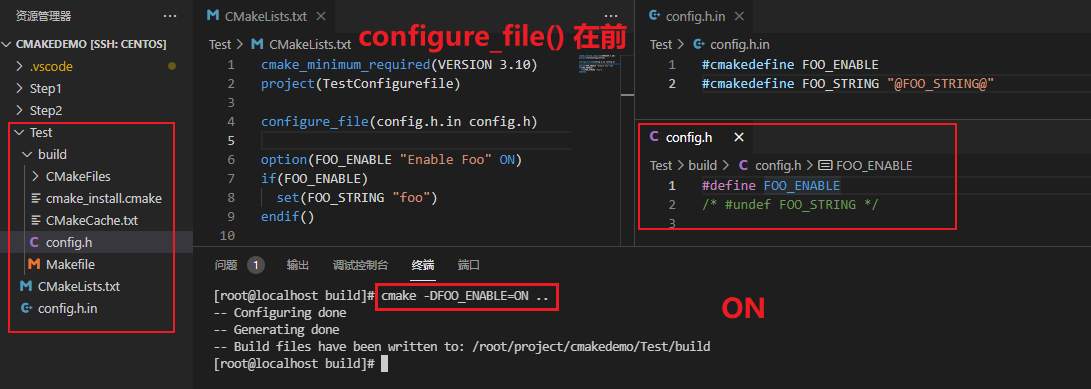 资源管理器
CMAKEDEMO [SSH: CENTOS]
.vscode
Step1
Step2
Test
build
CMakeFiles
cmake_install.cmake
CMakeCache.txt
config.h
Makefile
CMakeLists.txt
config.h.in
CMakeLists.txt
Test > CMakeLists.txt
configure_file() 在前
1 cmake_minimum_required(VERSION 3.10)
2 project(TestConfigurefile)
3
4 configure_file(config.h.in config.h)
5
6 option(FOO_ENABLE "Enable Foo" ON)
7 if(FOO_ENABLE)
8 set(FOO_STRING "foo")
9 endif()
10
config.h.in
Test > config.h.in
1 #cmakedefine FOO_ENABLE
2 #cmakedefine FOO_STRING "@FOO_STRING@"
config.h
Test > build > config.h > FOO_ENABLE
1 #define FOO_ENABLE
2 /* #undef FOO_STRING */
3
问题 1 输出 调试控制台 终端 端口
[root@localhost build]# cmake -DFOO_ENABLE=ON ..
-- Configuring done
-- Generating done
-- Build files have been written to: /root/project/cmakedemo/Test/build
[root@localhost build]#
ON